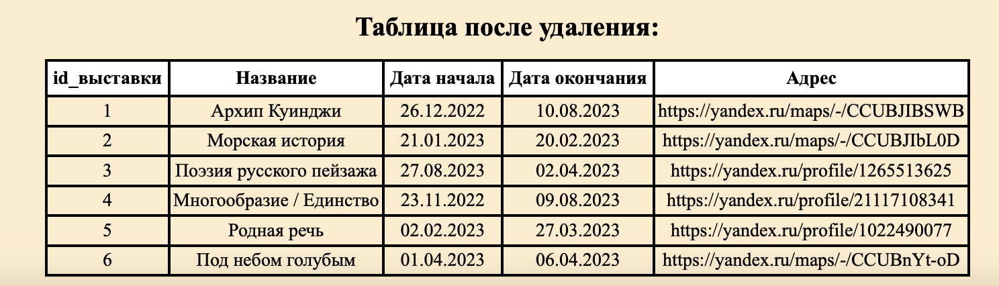 Таблица после удаления:
id_выставки Название Дата начала Дата окончания Адрес
1 Архип Куинджи 26.12.2022 10.08.2023 https://yandex.ru/maps/-/CCUBJIBSWB
2 Морская история 21.01.2023 20.02.2023 https://yandex.ru/maps/-/CCUBJIbL0D
3 Поэзия русского пейзажа 27.08.2023 02.04.2023 https://yandex.ru/profile/1265513625
4 Многообразие / Единство 23.11.2022 09.08.2023 https://yandex.ru/profile/21117108341
5 Родная речь 02.02.2023 27.03.2023 https://yandex.ru/profile/1022490077
6 Под небом голубым 01.04.2023 06.04.2023 https://yandex.ru/maps/-/CCUBnYt-oD